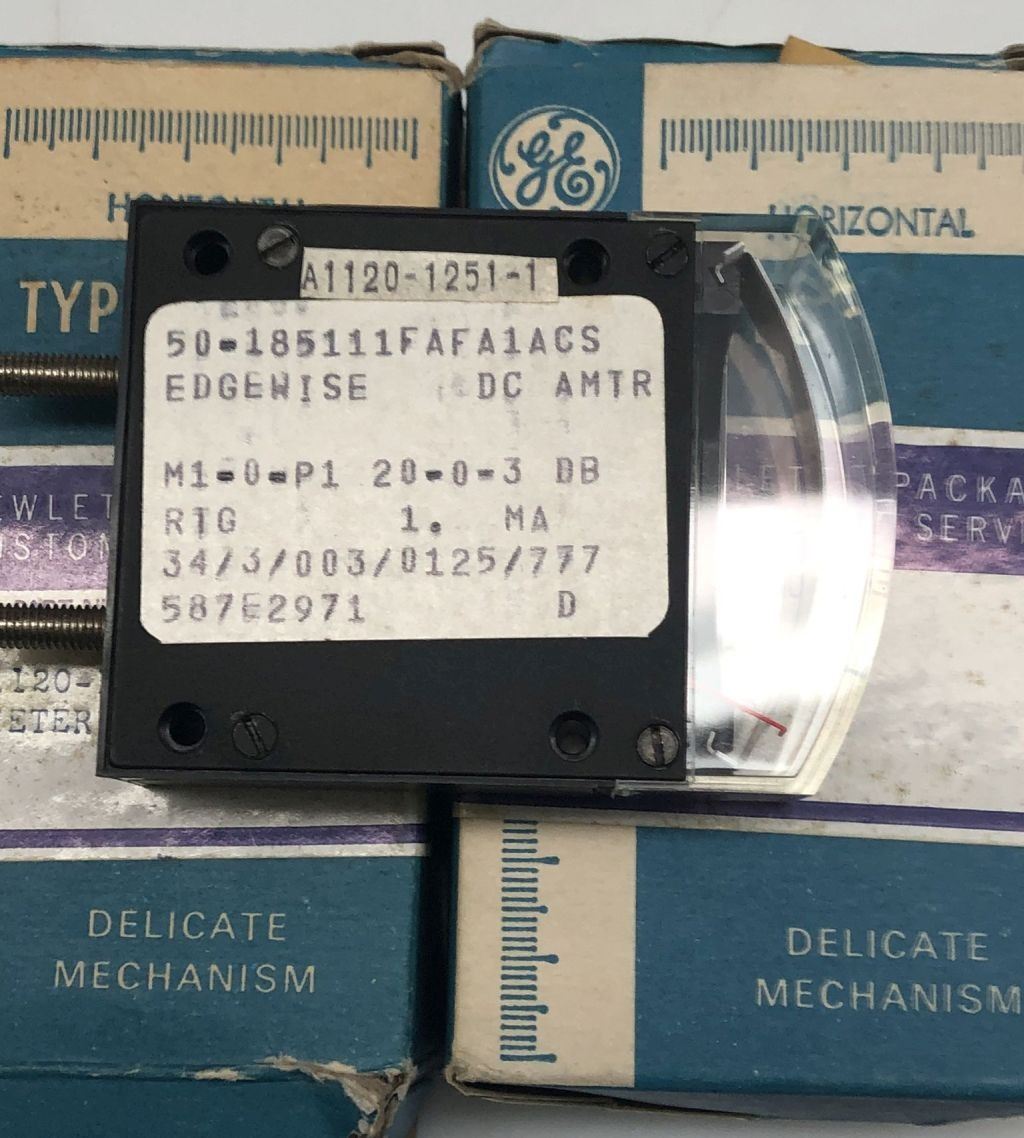 GE
HORIZONTAL
TYP
A1120-1251-1
50-185111FAFA1ACS
EDGEWISE DC AMTR
M1-0-P1 20-0-3 DB
RTG 1. MA
34/3/003/0125/777
587E2971 D
EWLET
PACKA
SERV
120-
ETER
DELICATE
MECHANISM
DELICATE
MECHANISM